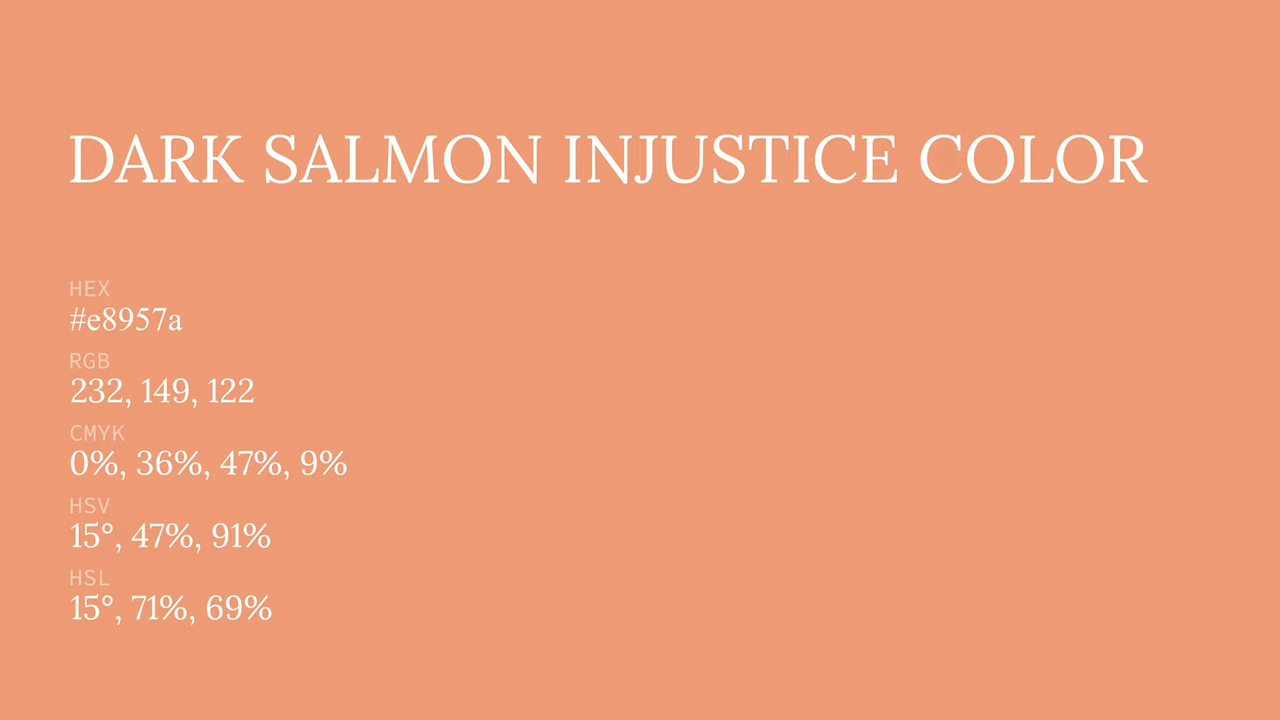 DARK SALMON INJUSTICE COLOR
HEX
#e8957a
RGB
232, 149, 122
CMYK
0%, 36%, 47%, 9%
HSV
15°, 47%, 91%
HSL
15°, 71%, 69%